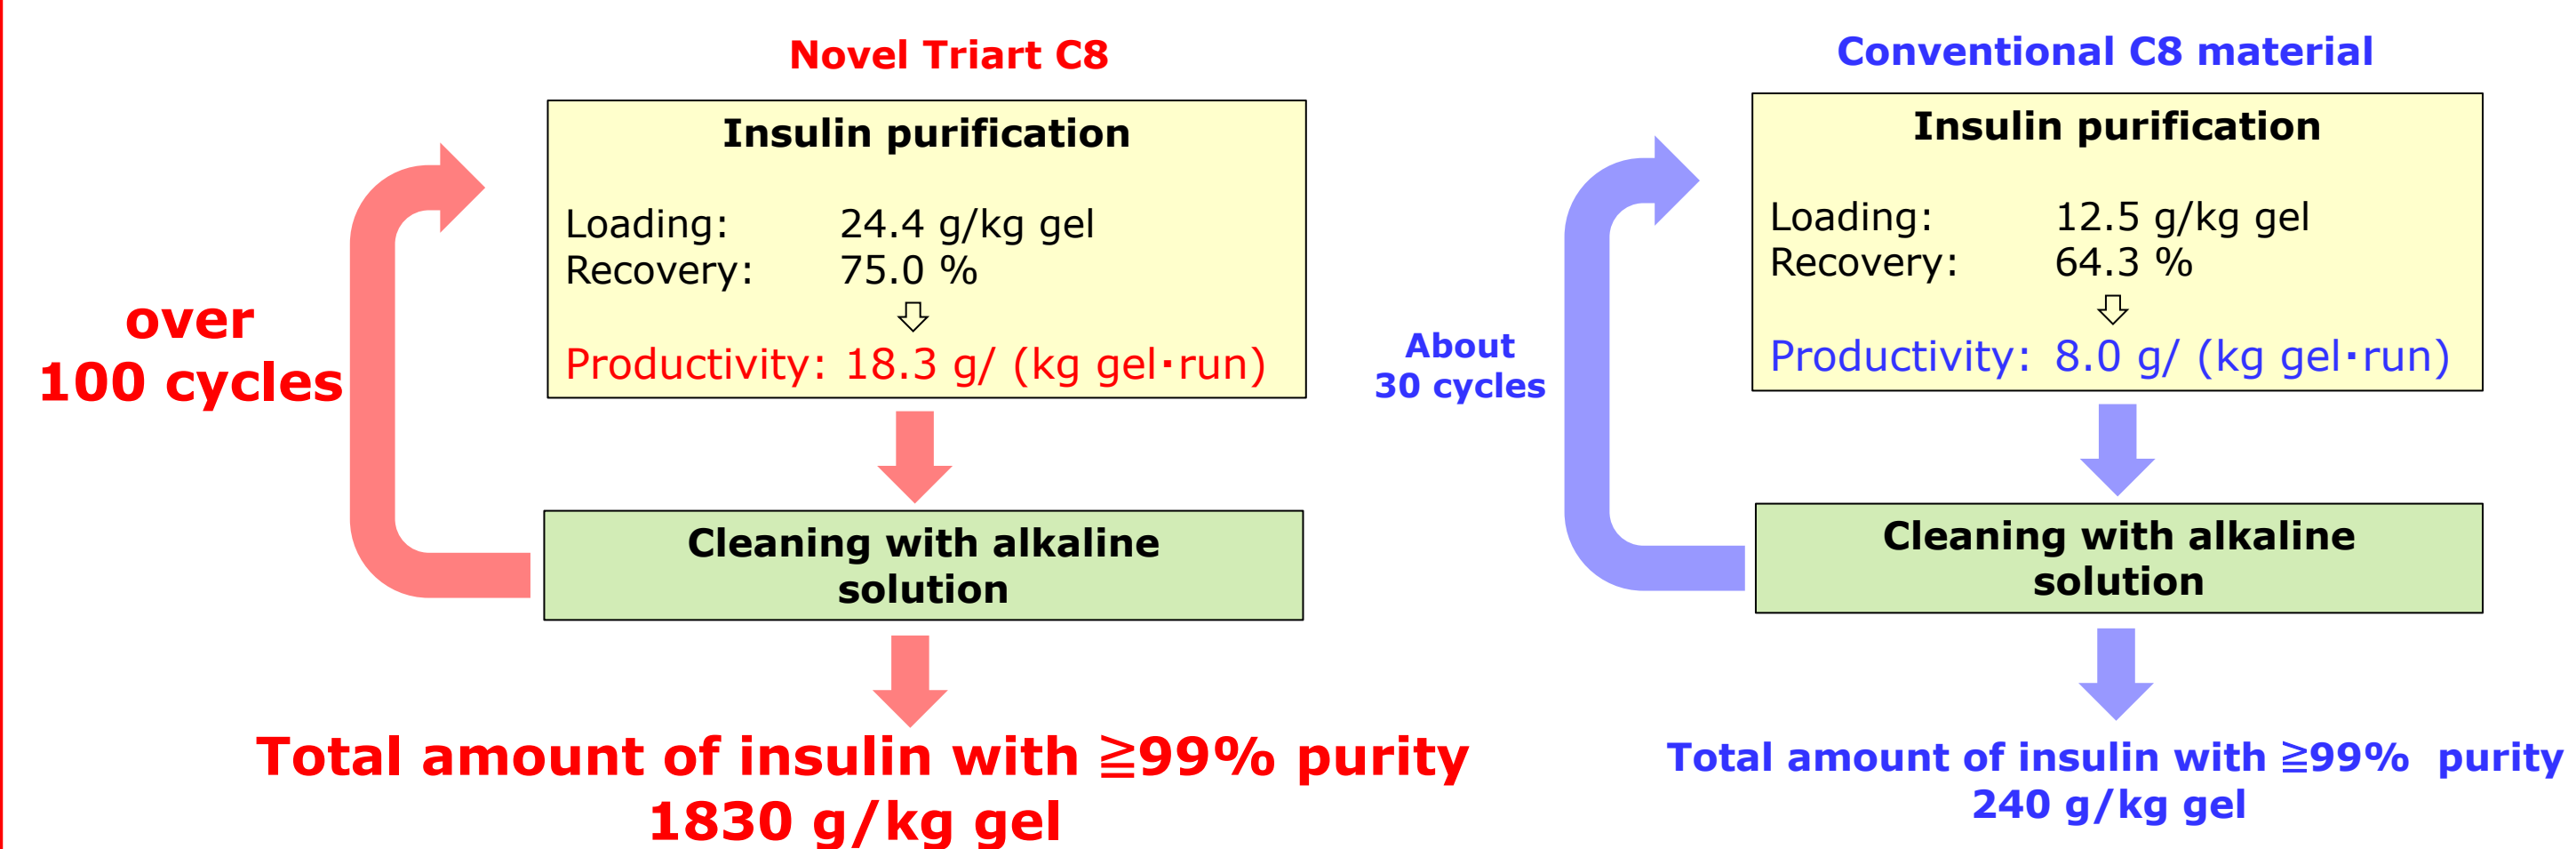 Novel Triart C8
Insulin purification
Loading: 24.4 g/kg gel
Recovery: 75.0 %
Productivity: 18.3 g/ (kg gel･run)
over
100 cycles
Cleaning with alkaline
solution
Total amount of insulin with ≧99% purity
1830 g/kg gel
Conventional C8 material
Insulin purification
Loading: 12.5 g/kg gel
Recovery: 64.3 %
Productivity: 8.0 g/ (kg gel･run)
About
30 cycles
Cleaning with alkaline
solution
Total amount of insulin with ≧99% purity
240 g/kg gel